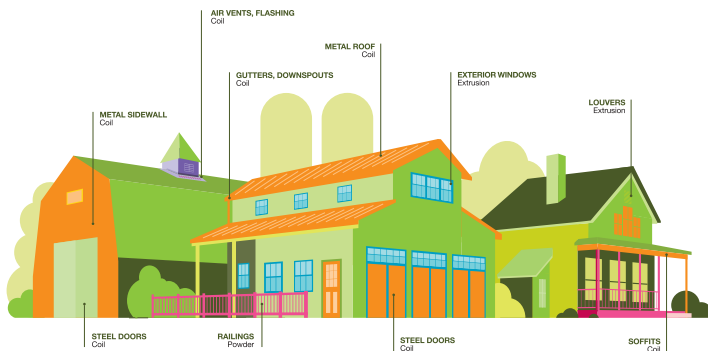 AIR VENTS, FLASHING
Coil
METAL ROOF
Coil
GUTTERS, DOWNSPOUTS
Coil
EXTERIOR WINDOWS
Extrusion
LOUVERS
Extrusion
METAL SIDEWALL
Coil
STEEL DOORS
Coil
RAILINGS
Powder
STEEL DOORS
Coil
SOFFITS
Coil